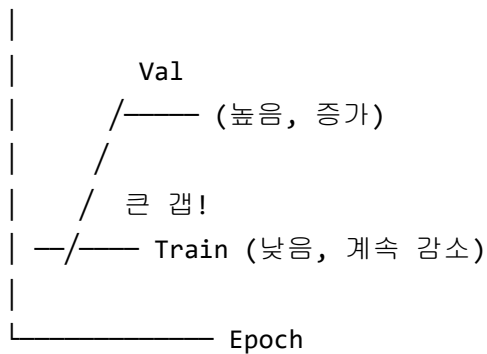 Val
(높음, 증가)
큰 갭!
Train (낮음, 계속 감소)
Epoch